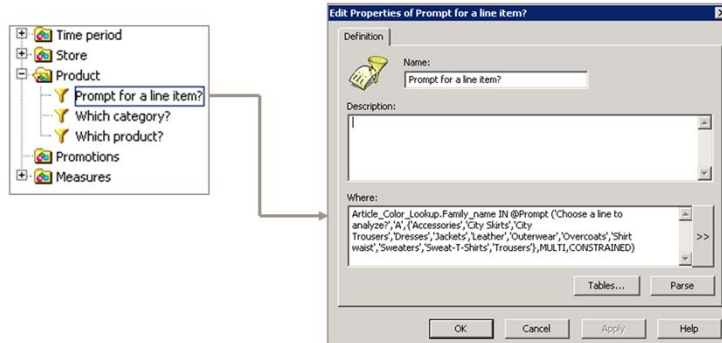 Time period
Store
Product
Prompt for a line item?
Which category?
Which product?
Promotions
Measures
Edit Properties of Prompt for a line item?
Definition
Name:
Prompt for a line item?
Description:
Where:
Article_Color_Lookup.Family_name IN @Prompt ('Choose a line to
analyze?','A',{'Accessories','City Skirts','City
Trousers','Dresses','Jackets','Leather','Outerwear','Overcoats','Shirt
waist','Sweaters','Sweat-T-Shirts','Trousers'},MULTI,CONSTRAINED)
>>
Tables... Parse
OK Cancel Apply Help